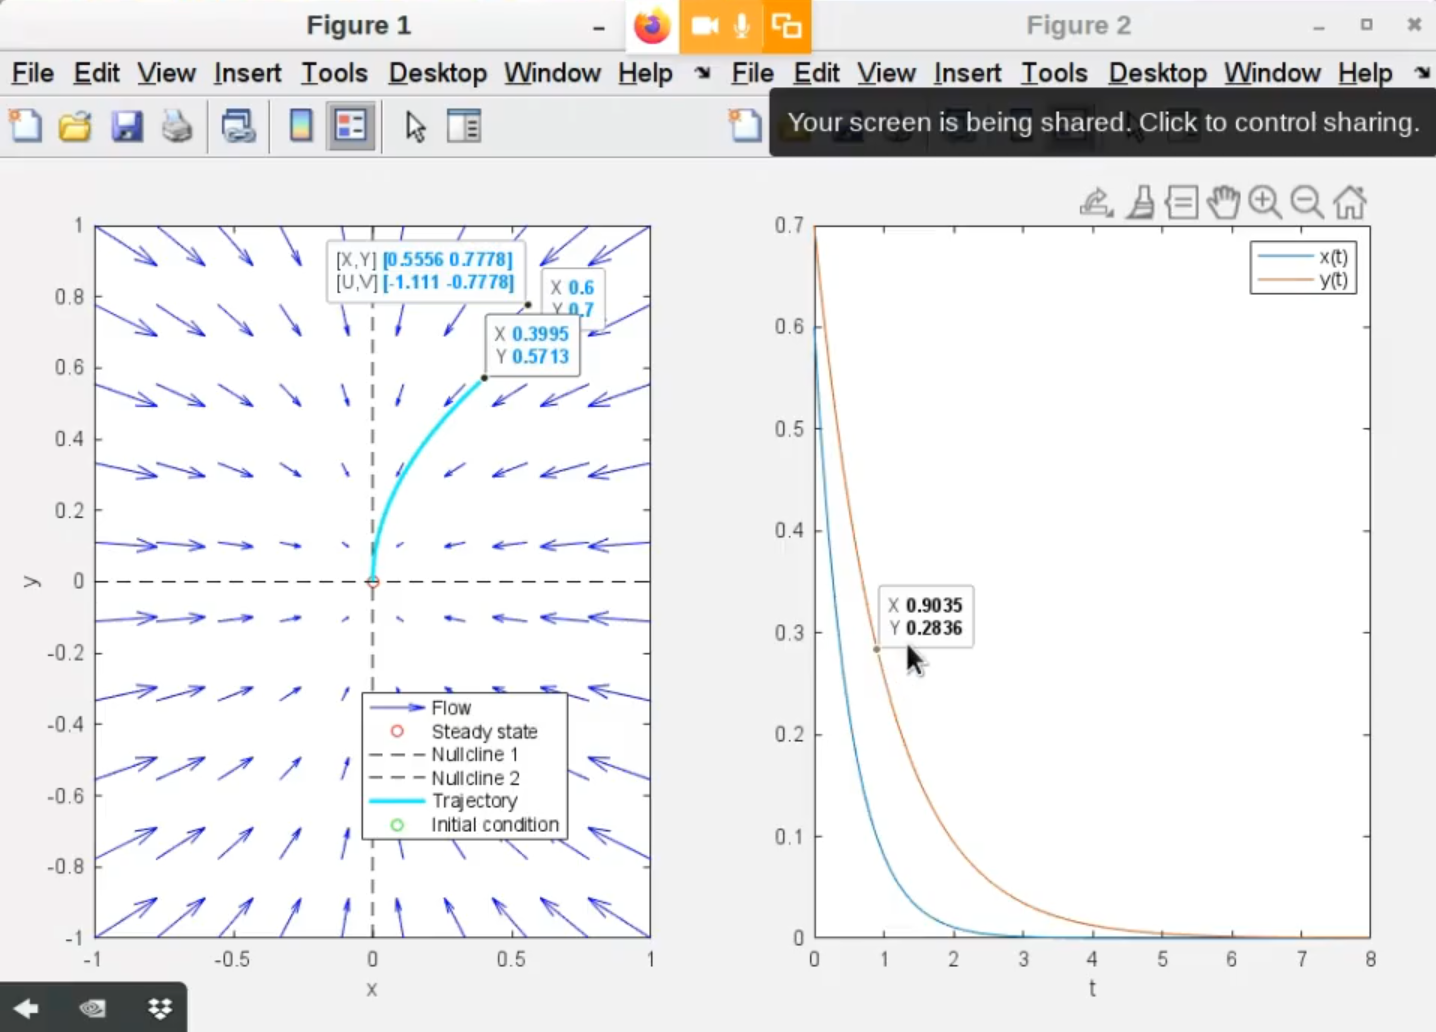 Figure 1
Figure 2
File Edit View Insert Tools Desktop Window Help
File Edit View Insert Tools Desktop Window Help
Your screen is being shared. Click to control sharing.
[X,Y] [0.5556 0.7778]
[U,V] [-1.111 -0.7778]
X 0.6
Y 0.7
X 0.3995
Y 0.5713
1
0.8
0.6
0.4
0.2
0
-0.2
-0.4
-0.6
-0.8
-1
y
-1 -0.5 0 0.5 1
x
Flow
Steady state
Nullcline 1
Nullcline 2
Trajectory
Initial condition
0.7
0.6
0.5
0.4
0.3
0.2
0.1
0
x(t)
y(t)
X 0.9035
Y 0.2836
0 1 2 3 4 5 6 7 8
t